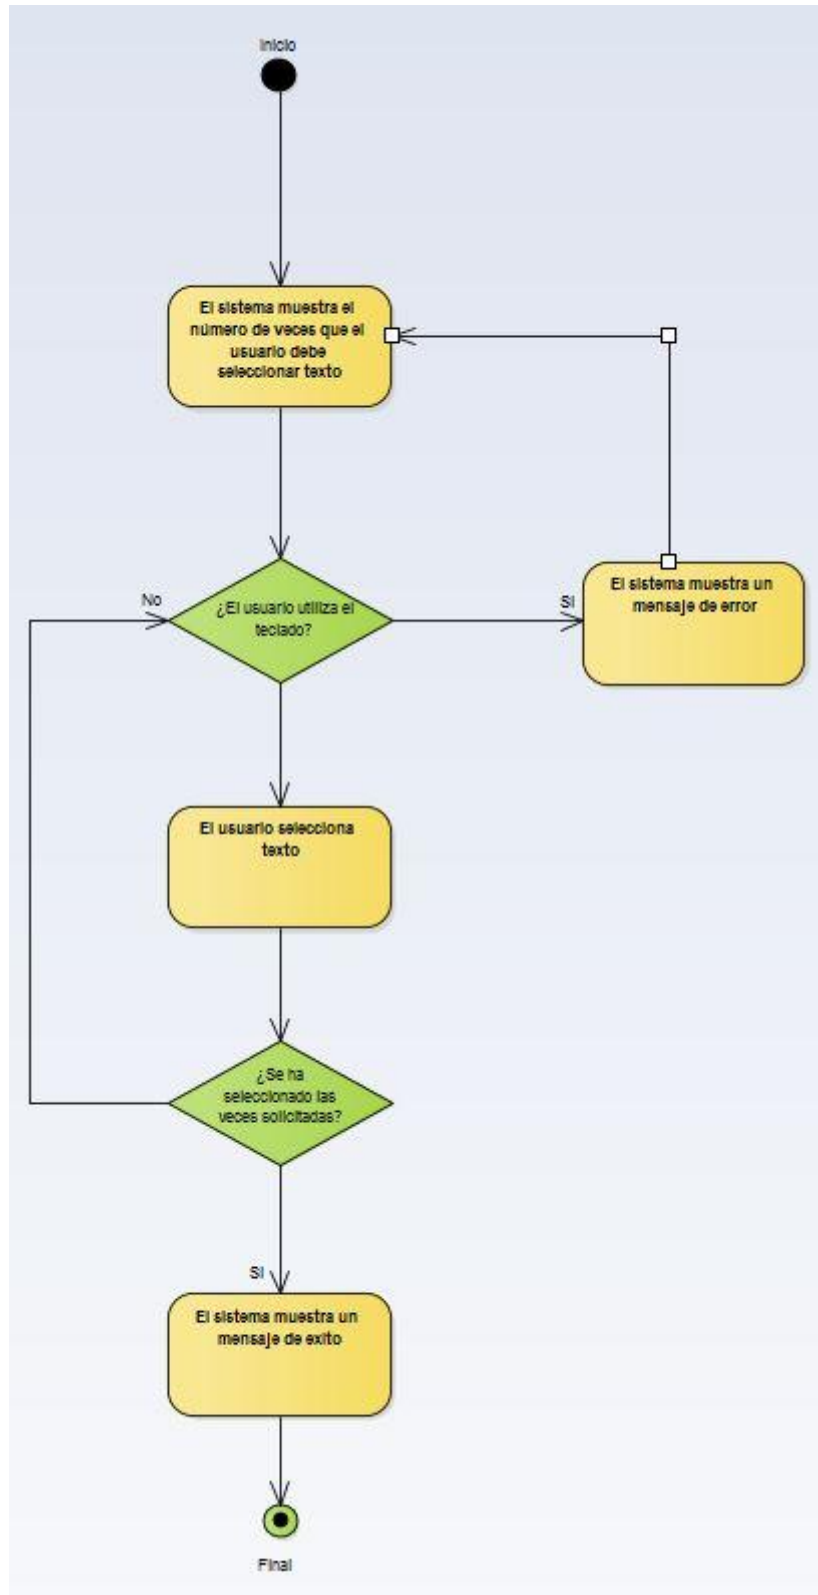 Inicio
El sistema muestra el
número de veces que el
usuario debe
seleccionar texto
El sistema muestra un
mensaje de error
No
¿El usuario utiliza el
teclado?
Si
El usuario selecciona
texto
¿Se ha
seleccionado las
veces solicitadas?
Si
El sistema muestra un
mensaje de exito
Final